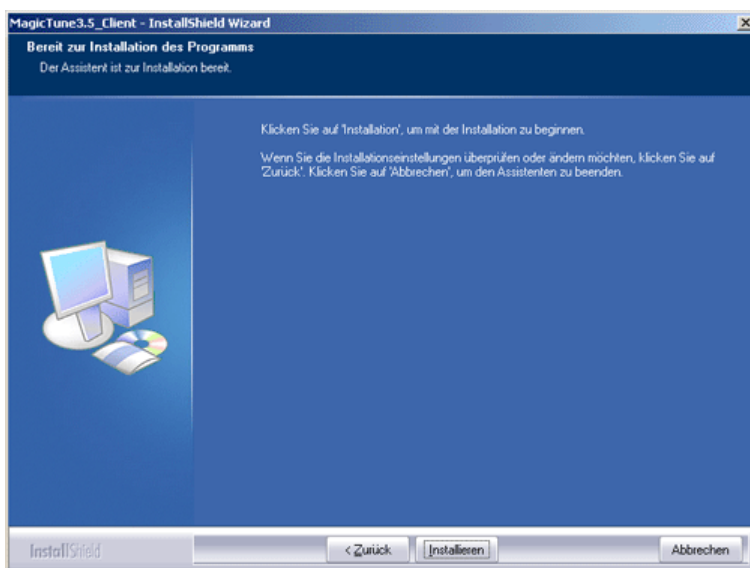 MagicTune3.5_Client - InstallShield Wizard
Bereit zur Installation des Programms
Der Assistent ist zur Installation bereit.
Klicken Sie auf 'Installation', um mit der Installation zu beginnen.
Wenn Sie die Installationseinstellungen überprüfen oder ändern möchten, klicken Sie auf
'Zurück'. Klicken Sie auf 'Abbrechen', um den Assistenten zu beenden.
InstallShield
< Zurück Installieren Abbrechen